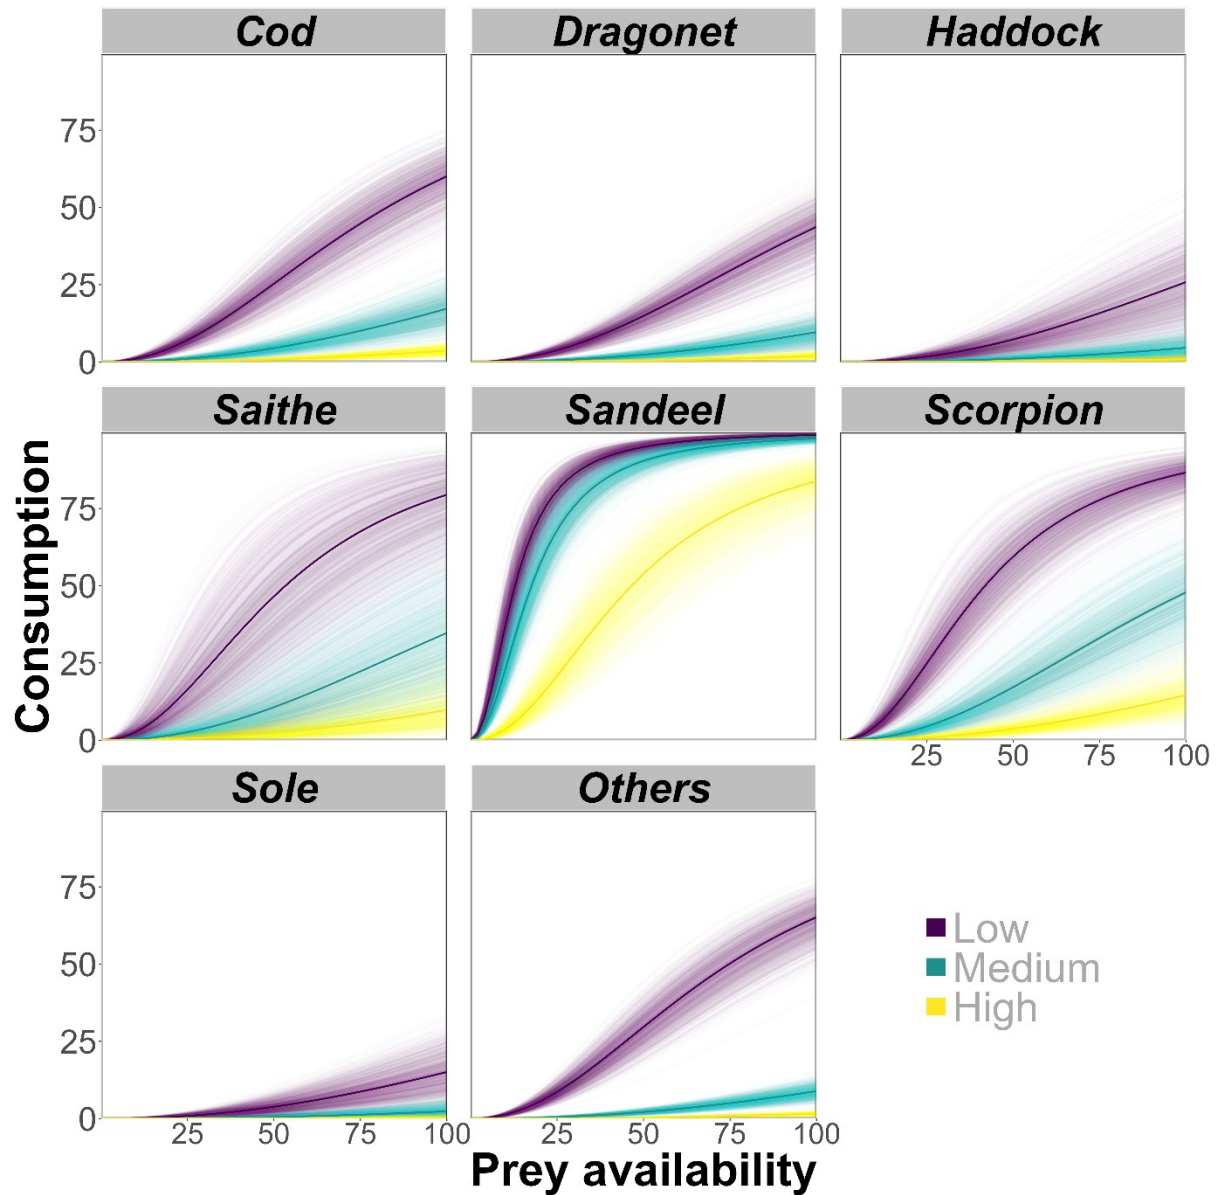 Cod Dragonet Haddock
75
50
25
0
Saithe Sandeel Scorpion
Consumption
75
50
25
0
25 50 75 100
Sole Others
75
50
25
0
Low
Medium
High
25 50 75 100 25 50 75 100
Prey availability